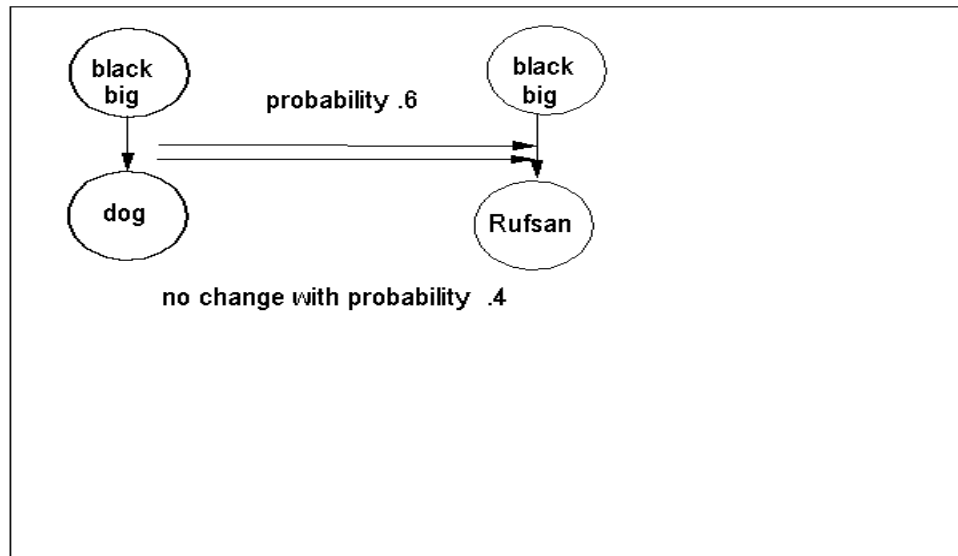 black
big
black
big
probability .6
dog
Rufsan
no change with probability .4